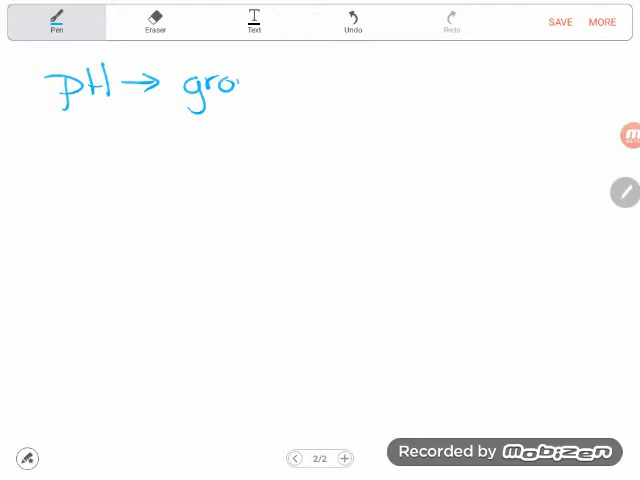 Pen
Eraser
Text
Undo
Redo
SAVE
MORE
pH → gro
2/2
Recorded by mobizen